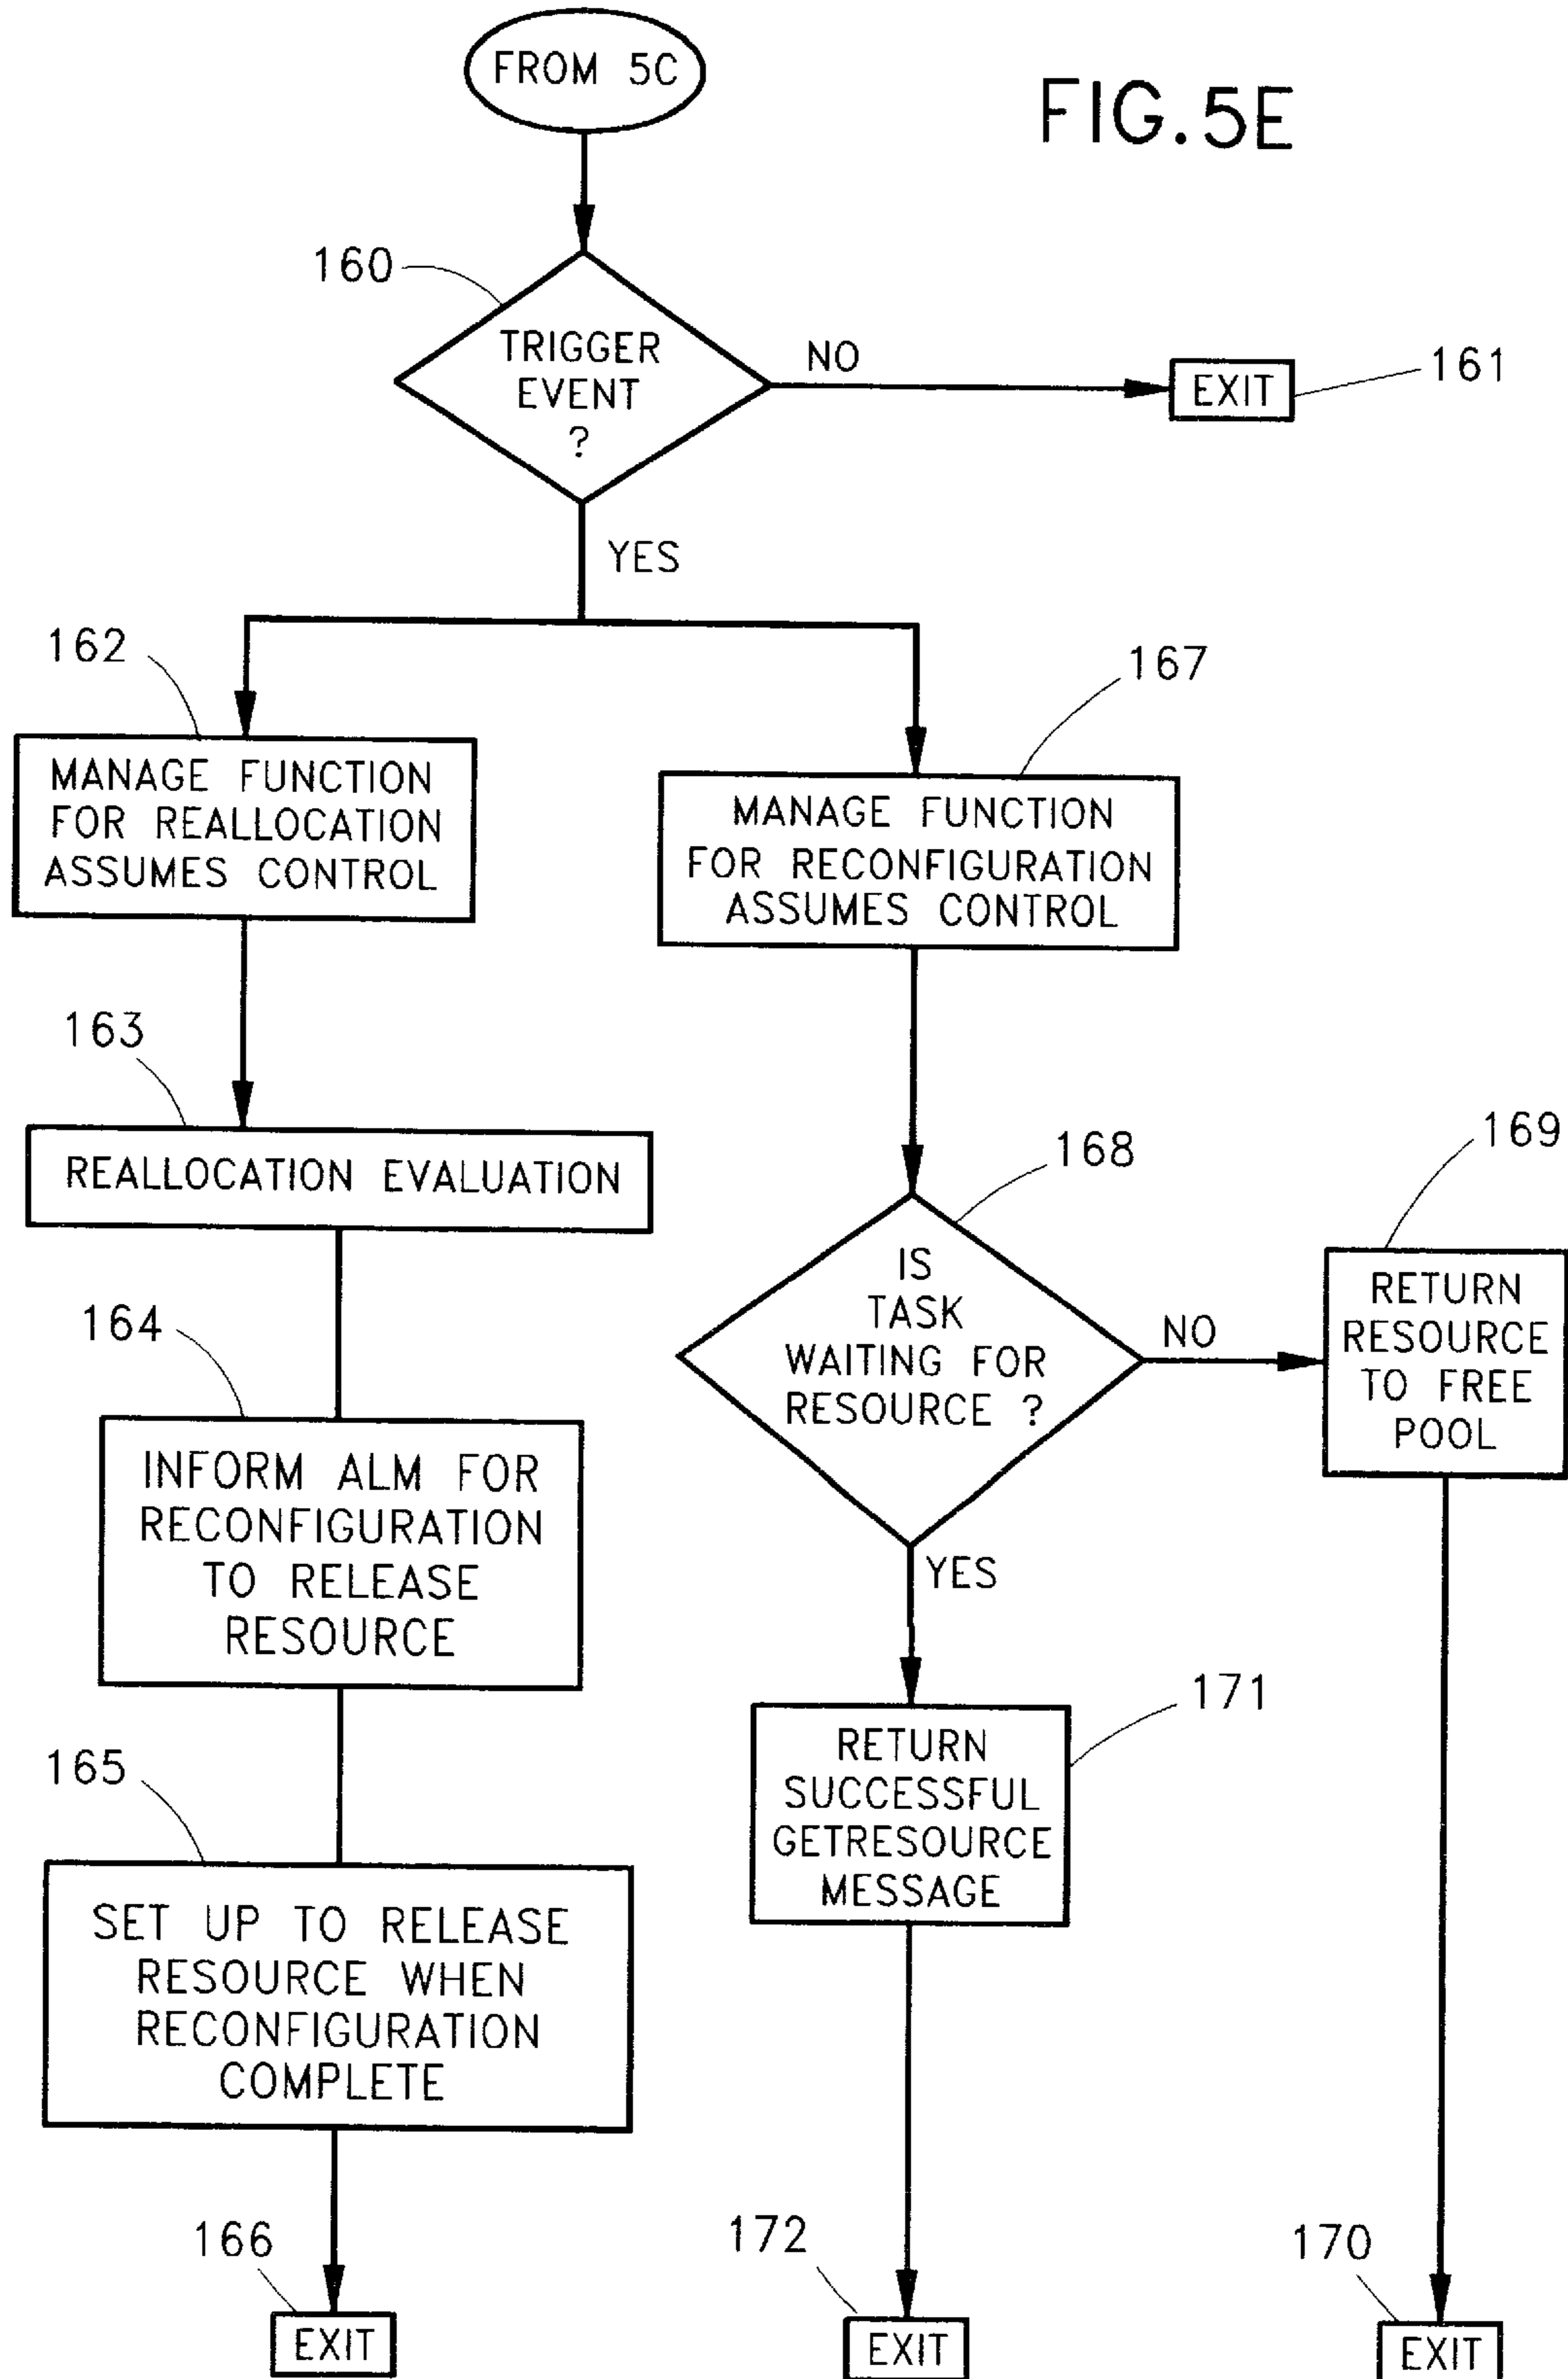 FROM 5C
FIG. 5E
160
TRIGGER
EVENT
?
NO
EXIT
161
YES
162
MANAGE FUNCTION
FOR REALLOCATION
ASSUMES CONTROL
167
MANAGE FUNCTION
FOR RECONFIGURATION
ASSUMES CONTROL
163
REALLOCATION EVALUATION
168
IS
TASK
WAITING FOR
RESOURCE ?
NO
169
RETURN
RESOURCE
TO FREE
POOL
164
INFORM ALM FOR
RECONFIGURATION
TO RELEASE
RESOURCE
YES
171
RETURN
SUCCESSFUL
GETRESOURCE
MESSAGE
165
SET UP TO RELEASE
RESOURCE WHEN
RECONFIGURATION
COMPLETE
166
EXIT
172
EXIT
170
EXIT